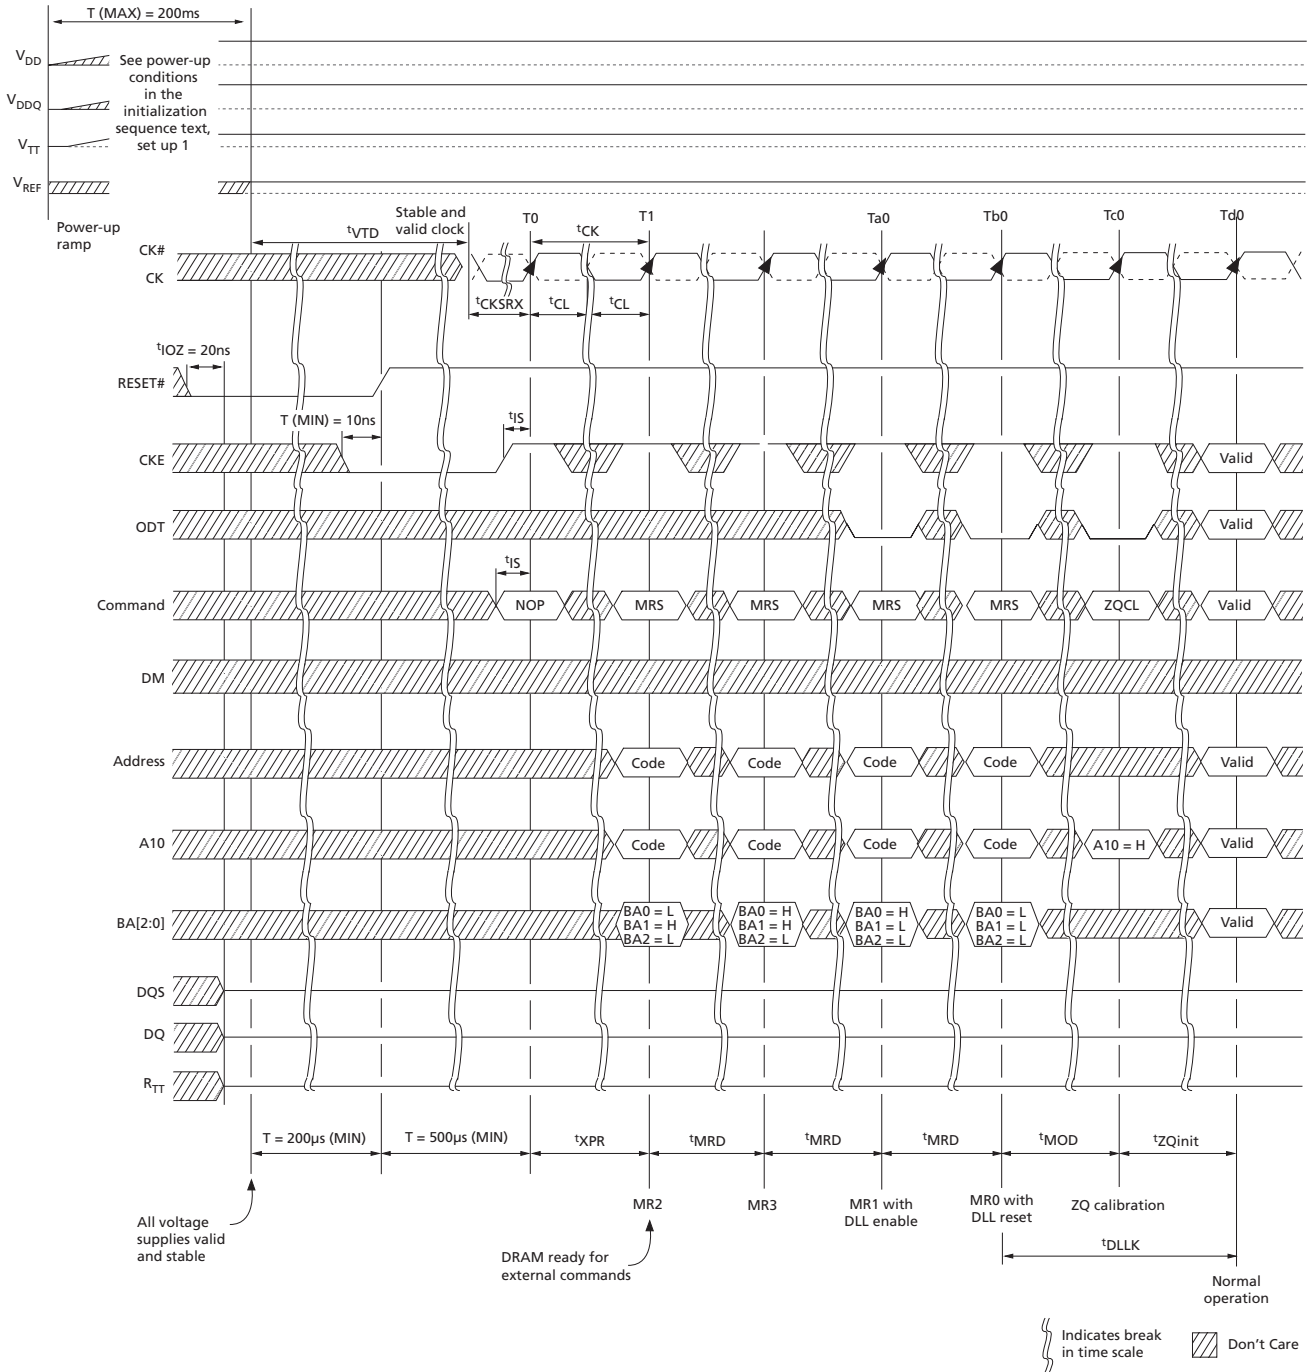 T (MAX) = 200ms
VDD
See power-up
conditions
in the
initialization
sequence text,
set up 1
VDDQ
VTT
VREF
Power-up
ramp
Stable and
valid clock
T0
T1
Ta0
Tb0
Tc0
Td0
tVTD
tCK
CK#
CK
tCKSRX
tCL
tCL
tIOZ = 20ns
RESET#
T (MIN) = 10ns
tIS
CKE
Valid
ODT
Valid
tIS
Command
NOP
MRS
MRS
MRS
MRS
ZQCL
Valid
DM
Address
Code
Code
Code
Code
Valid
A10
Code
Code
Code
Code
A10 = H
Valid
BA[2:0]
BA0 = L
BA1 = H
BA2 = L
BA0 = H
BA1 = H
BA2 = L
BA0 = H
BA1 = L
BA2 = L
BA0 = L
BA1 = L
BA2 = L
Valid
DQS
DQ
RTT
T = 200μs (MIN)
T = 500μs (MIN)
tXPR
tMRD
tMRD
tMRD
tMOD
tZQinit
MR2
MR3
MR1 with
DLL enable
MR0 with
DLL reset
ZQ calibration
All voltage
supplies valid
and stable
DRAM ready for
external commands
tDLLK
Normal
operation
Indicates break
in time scale
Don't Care